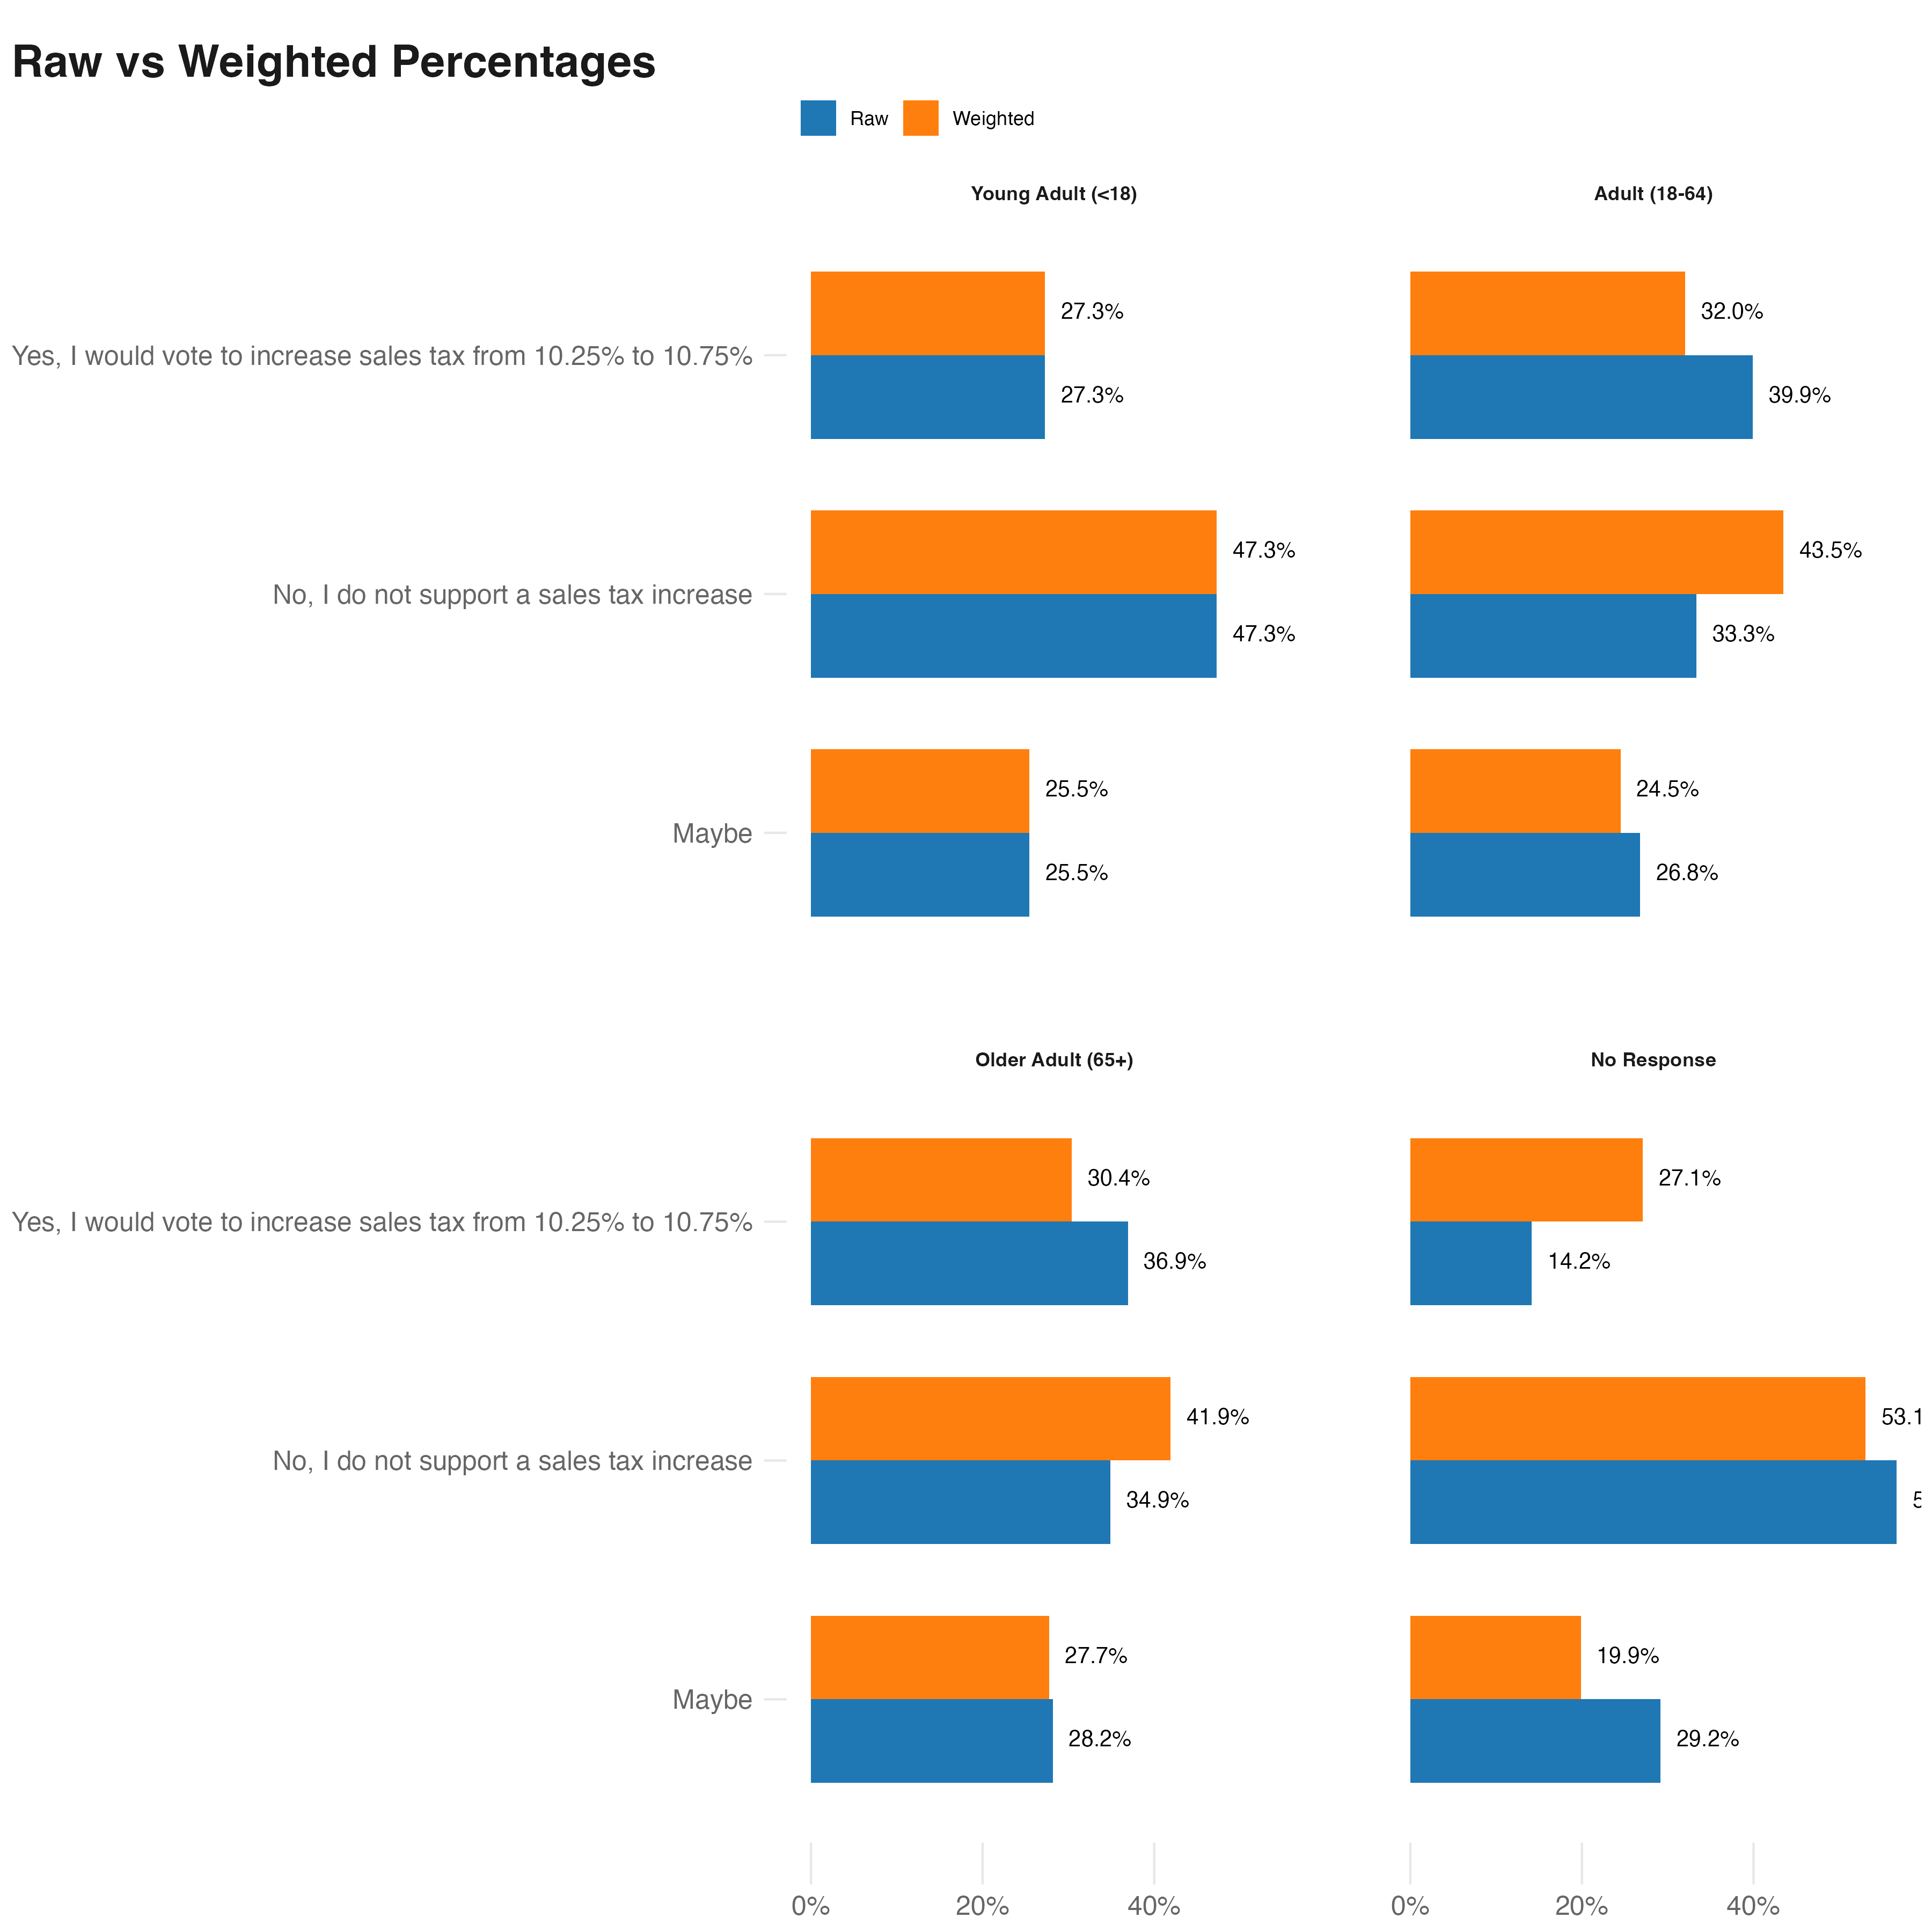 Raw vs Weighted Percentages
Raw Weighted
Young Adult (<18) Adult (18-64)
27.3% 32.0%
Yes, I would vote to increase sales tax from 10.25% to 10.75%
27.3% 39.9%
47.3% 43.5%
No, I do not support a sales tax increase
47.3% 33.3%
25.5% 24.5%
Maybe
25.5% 26.8%
Older Adult (65+) No Response
30.4% 27.1%
Yes, I would vote to increase sales tax from 10.25% to 10.75%
36.9% 14.2%
41.9% 53.1
No, I do not support a sales tax increase
34.9%
27.7% 19.9%
Maybe
28.2% 29.2%
0% 20% 40% 0% 20% 40%